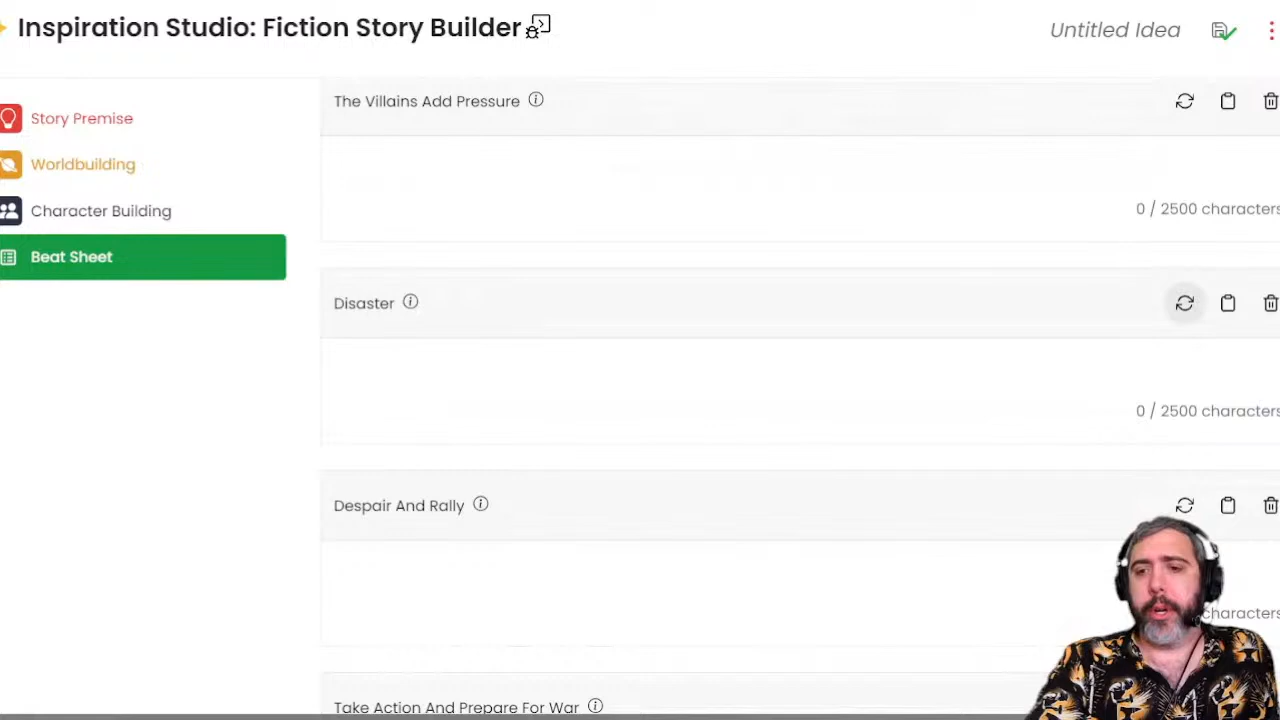 Inspiration Studio: Fiction Story Builder
Untitled Idea
Story Premise
Worldbuilding
Character Building
Beat Sheet
The Villains Add Pressure
0 / 2500 characters
Disaster
0 / 2500 characters
Despair And Rally
characters
Take Action And Prepare For War